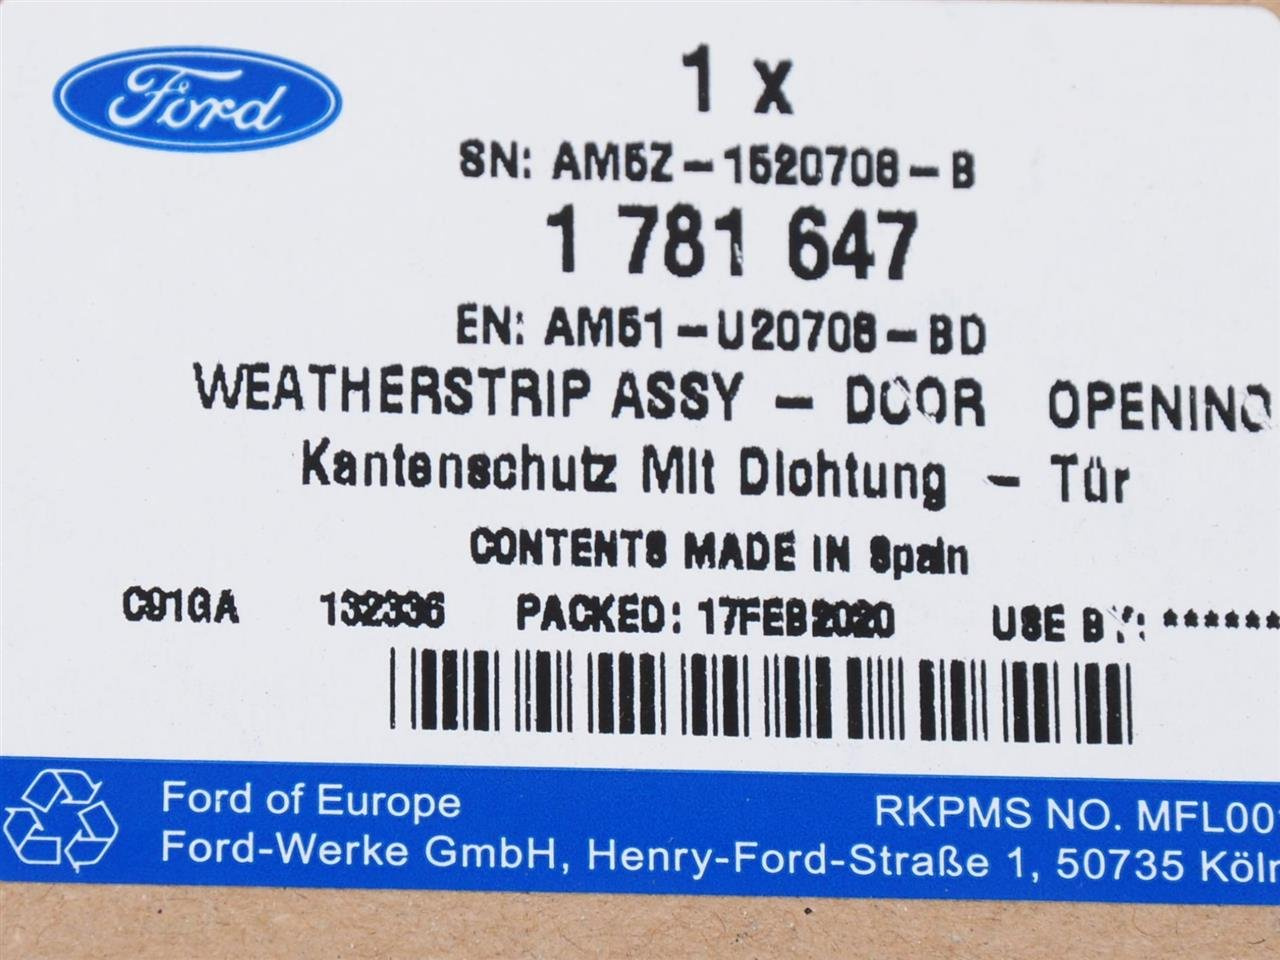 Ford
1 x
SN: AM5Z-1520708-B
1 781 647
EN: AM51-U20708-BD
WEATHERSTRIP ASSY - DOOR OPENING
Kantenschutz Mit Dichtung - Tür
CONTENTS MADE IN Spain
C91GA 132336 PACKED: 17FEB2020 USE BY: ******
Ford of Europe RKPMS NO. MFL001
Ford-Werke GmbH, Henry-Ford-Straße 1, 50735 Köln